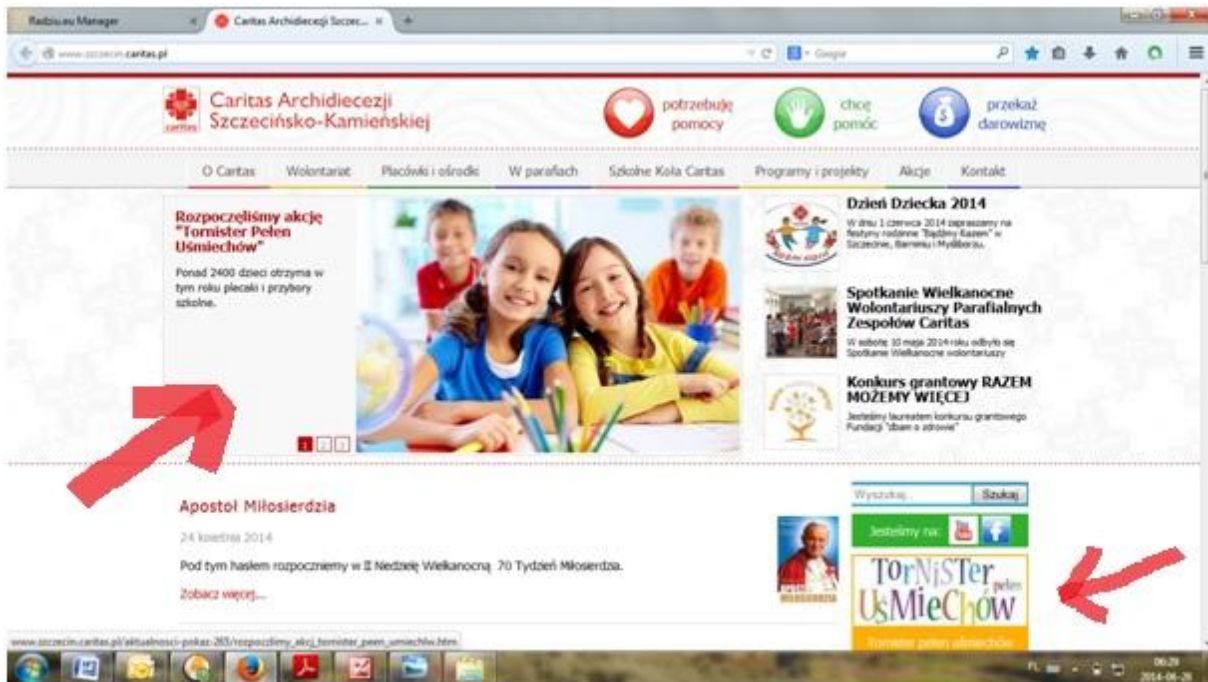 Radziu.eu Manager
Caritas Archidiecezji Szczec...
www.szczecin.caritas.pl
Google
caritas
Caritas Archidiecezji
Szczecińsko-Kamieńskiej
potrzebuję
pomocy
chcę
pomóc
przekaż
darowiznę
O Caritas Wolontariat Placówki i ośrodki W parafiach Szkolne Koła Caritas Programy i projekty Akcje Kontakt
Rozpoczęliśmy akcję
"Tornister Pełen
Uśmiechów"
Ponad 2400 dzieci otrzyma w
tym roku plecaki i przybory
szkolne.
1 2 3
Dzień Dziecka 2014
W dniu 1 czerwca 2014 zapraszamy na
festyny rodzinne "Bądźmy Razem" w
Szczecinie, Barnimiu i Myśliborzu.
Spotkanie Wielkanocne
Wolontariuszy Parafialnych
Zespołów Caritas
W sobotę 10 maja 2014 roku odbyło się
Spotkanie Wielkanocne wolontariuszy
Konkurs grantowy RAZEM
MOŻEMY WIĘCEJ
Jesteśmy laureatem konkursu grantowego
Fundacji "dbam o zdrowie"
Apostoł Miłosierdzia
24 kwietnia 2014
Pod tym hasłem rozpoczniemy w II Niedzielę Wielkanocną 70 Tydzień Miłosierdzia.
Zobacz więcej...
MIŁOSIERDZIA
Wyszukaj... Szukaj
Jesteśmy na:
TorNiSTer pełen
UśMieChów
Tornister pełen uśmiechów
www.szczecin.caritas.pl/aktualnosci-pokaz-283/rozpoczlimy_akcj_tornister_peen_umiechlw.htm
PL
06:29
2014-06-28